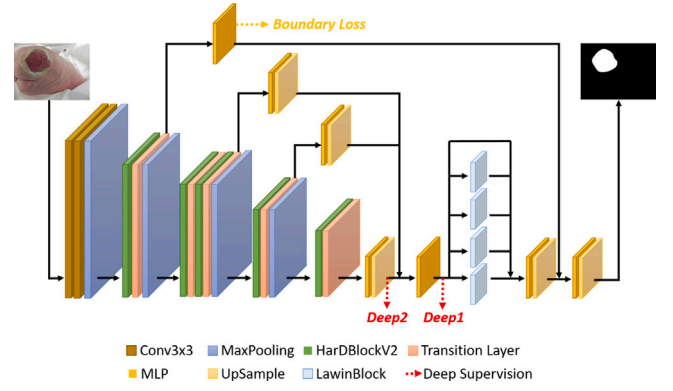 Boundary Loss
Deep2
Deep1
Conv3x3 MaxPooling HarDBlockV2 Transition Layer
MLP UpSample LawinBlock Deep Supervision